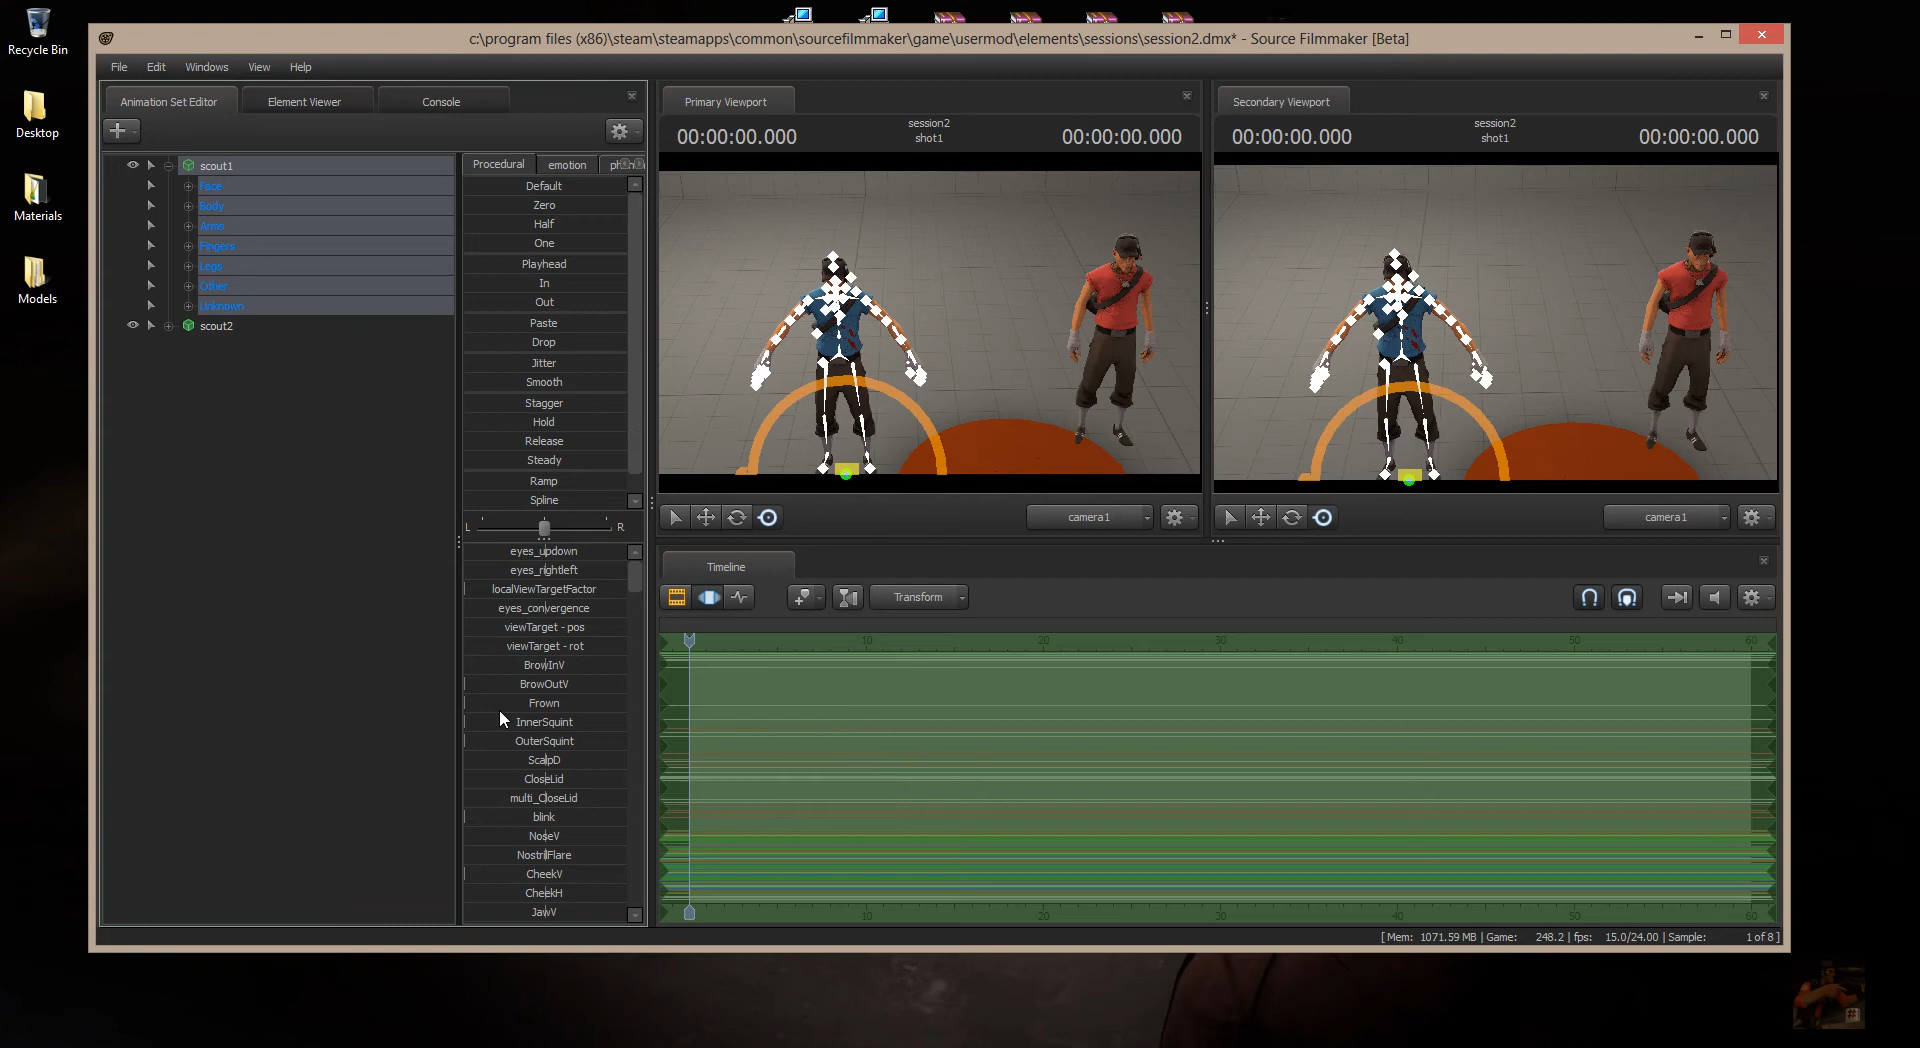 Recycle Bin
Desktop
Materials
Models
c:\program files (x86)\steam\steamapps\common\sourcefilmmaker\game\usermod\elements\sessions\session2.dmx* - Source Filmmaker [Beta]
File Edit Windows View Help
Animation Set Editor Element Viewer Console
scout1
Face
Body
Arms
Fingers
Legs
Other
Unknown
scout2
Procedural emotion
Default
Zero
Half
One
Playhead
In
Out
Paste
Drop
Jitter
Smooth
Stagger
Hold
Release
Steady
Ramp
Spline
L R
eyes_updown
eyes_rightleft
localViewTargetFactor
eyes_convergence
viewTarget - pos
viewTarget - rot
BrowInV
BrowOutV
Frown
InnerSquint
OuterSquint
ScalpD
CloseLid
multi_CloseLid
blink
NoseV
NostrilFlare
CheekV
CheekH
JawV
Primary Viewport
00:00:00.000 session2 00:00:00.000
shot1
camera1
Secondary Viewport
00:00:00.000 session2 00:00:00.000
shot1
camera1
Timeline
Transform
10 20 30 40 50 60
10 20 30 40 50 60
[ Mem: 1071.59 MB | Game: 248.2 | fps: 15.0/24.00 | Sample: 1 of 8 ]